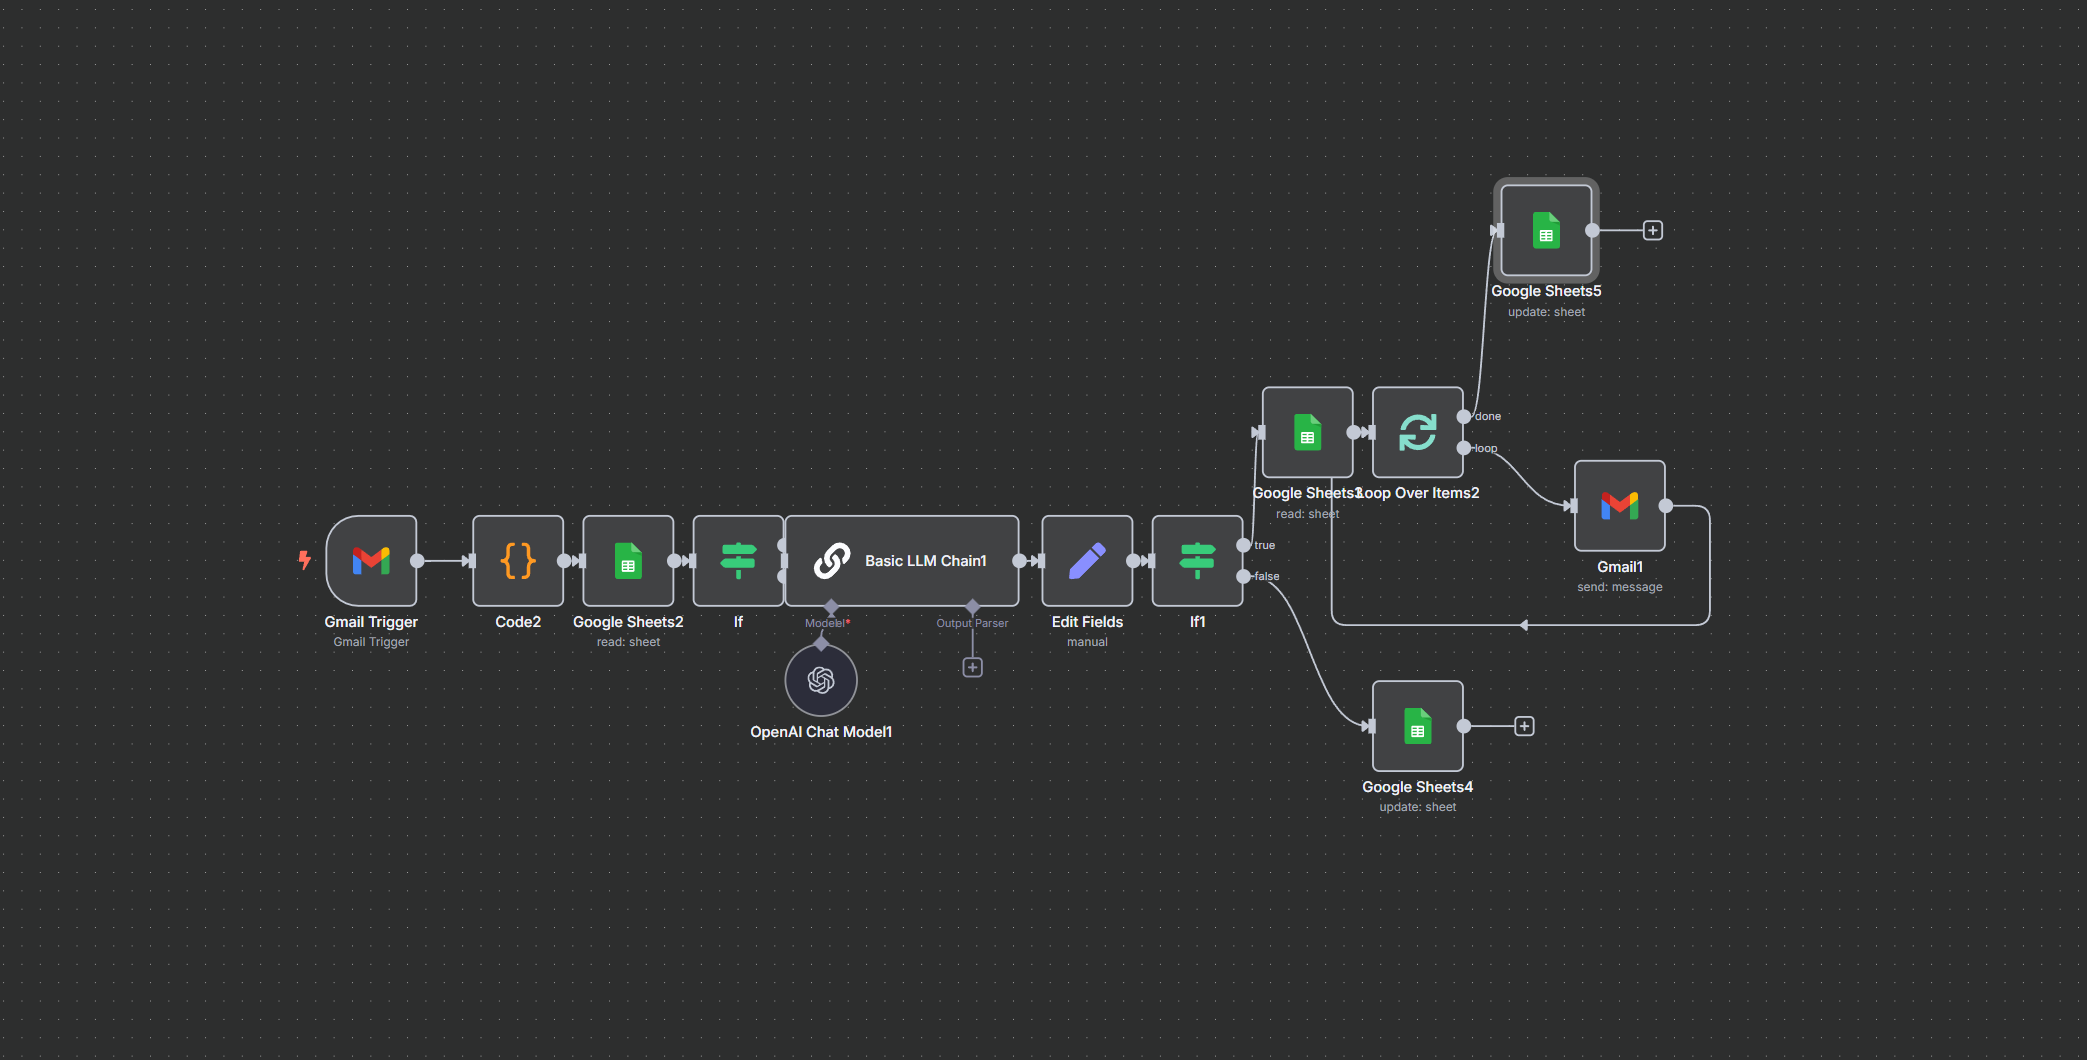 Google Sheets5
update: sheet
done
loop
Google Sheets3
read: sheet
Loop Over Items2
Gmail1
send: message
Gmail Trigger
Gmail Trigger
Code2
Google Sheets2
read: sheet
If
Basic LLM Chain1
Model*
Output Parser
OpenAI Chat Model1
Edit Fields
manual
If1
true
false
Google Sheets4
update: sheet